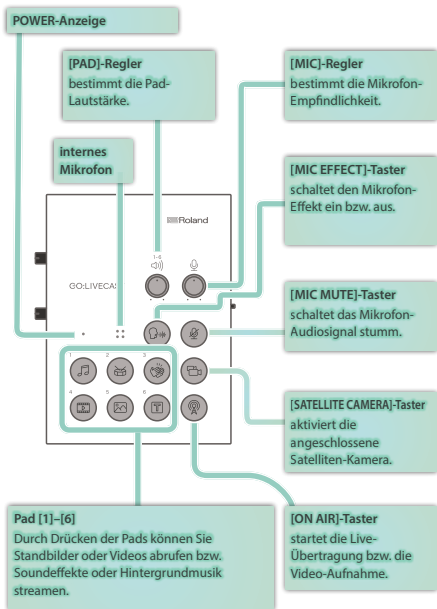 POWER-Anzeige
[PAD]-Regler
bestimmt die Pad-
Lautstärke.
[MIC]-Regler
bestimmt die Mikrofon-
Empfindlichkeit.
internes
Mikrofon
[MIC EFFECT]-Taster
schaltet den Mikrofon-
Effekt ein bzw. aus.
Roland
1-6
GO:LIVECAS
[MIC MUTE]-Taster
schaltet das Mikrofon-
Audiosignal stumm.
1 2 3
4 5 6
[SATELLITE CAMERA]-Taster
aktiviert die
angeschlossene
Satelliten-Kamera.
Pad [1]–[6]
Durch Drücken der Pads können Sie
Standbilder oder Videos abrufen bzw.
Soundeffekte oder Hintergrundmusik
streamen.
[ON AIR]-Taster
startet die Live-
Übertragung bzw. die
Video-Aufnahme.